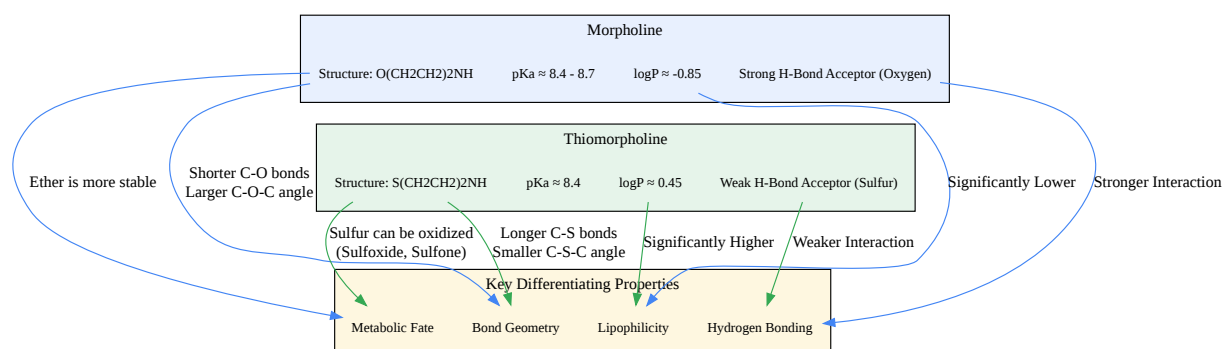 Morpholine
Structure: O(CH2CH2)2NH
pKa ≈ 8.4 - 8.7
logP ≈ -0.85
Strong H-Bond Acceptor (Oxygen)
Thiomorpholine
Structure: S(CH2CH2)2NH
pKa ≈ 8.4
logP ≈ 0.45
Weak H-Bond Acceptor (Sulfur)
Ether is more stable
Shorter C-O bonds
Larger C-O-C angle
Significantly Lower
Stronger Interaction
Sulfur can be oxidized
(Sulfoxide, Sulfone)
Longer C-S bonds
Smaller C-S-C angle
Significantly Higher
Weaker Interaction
Key Differentiating Properties
Metabolic Fate
Bond Geometry
Lipophilicity
Hydrogen Bonding